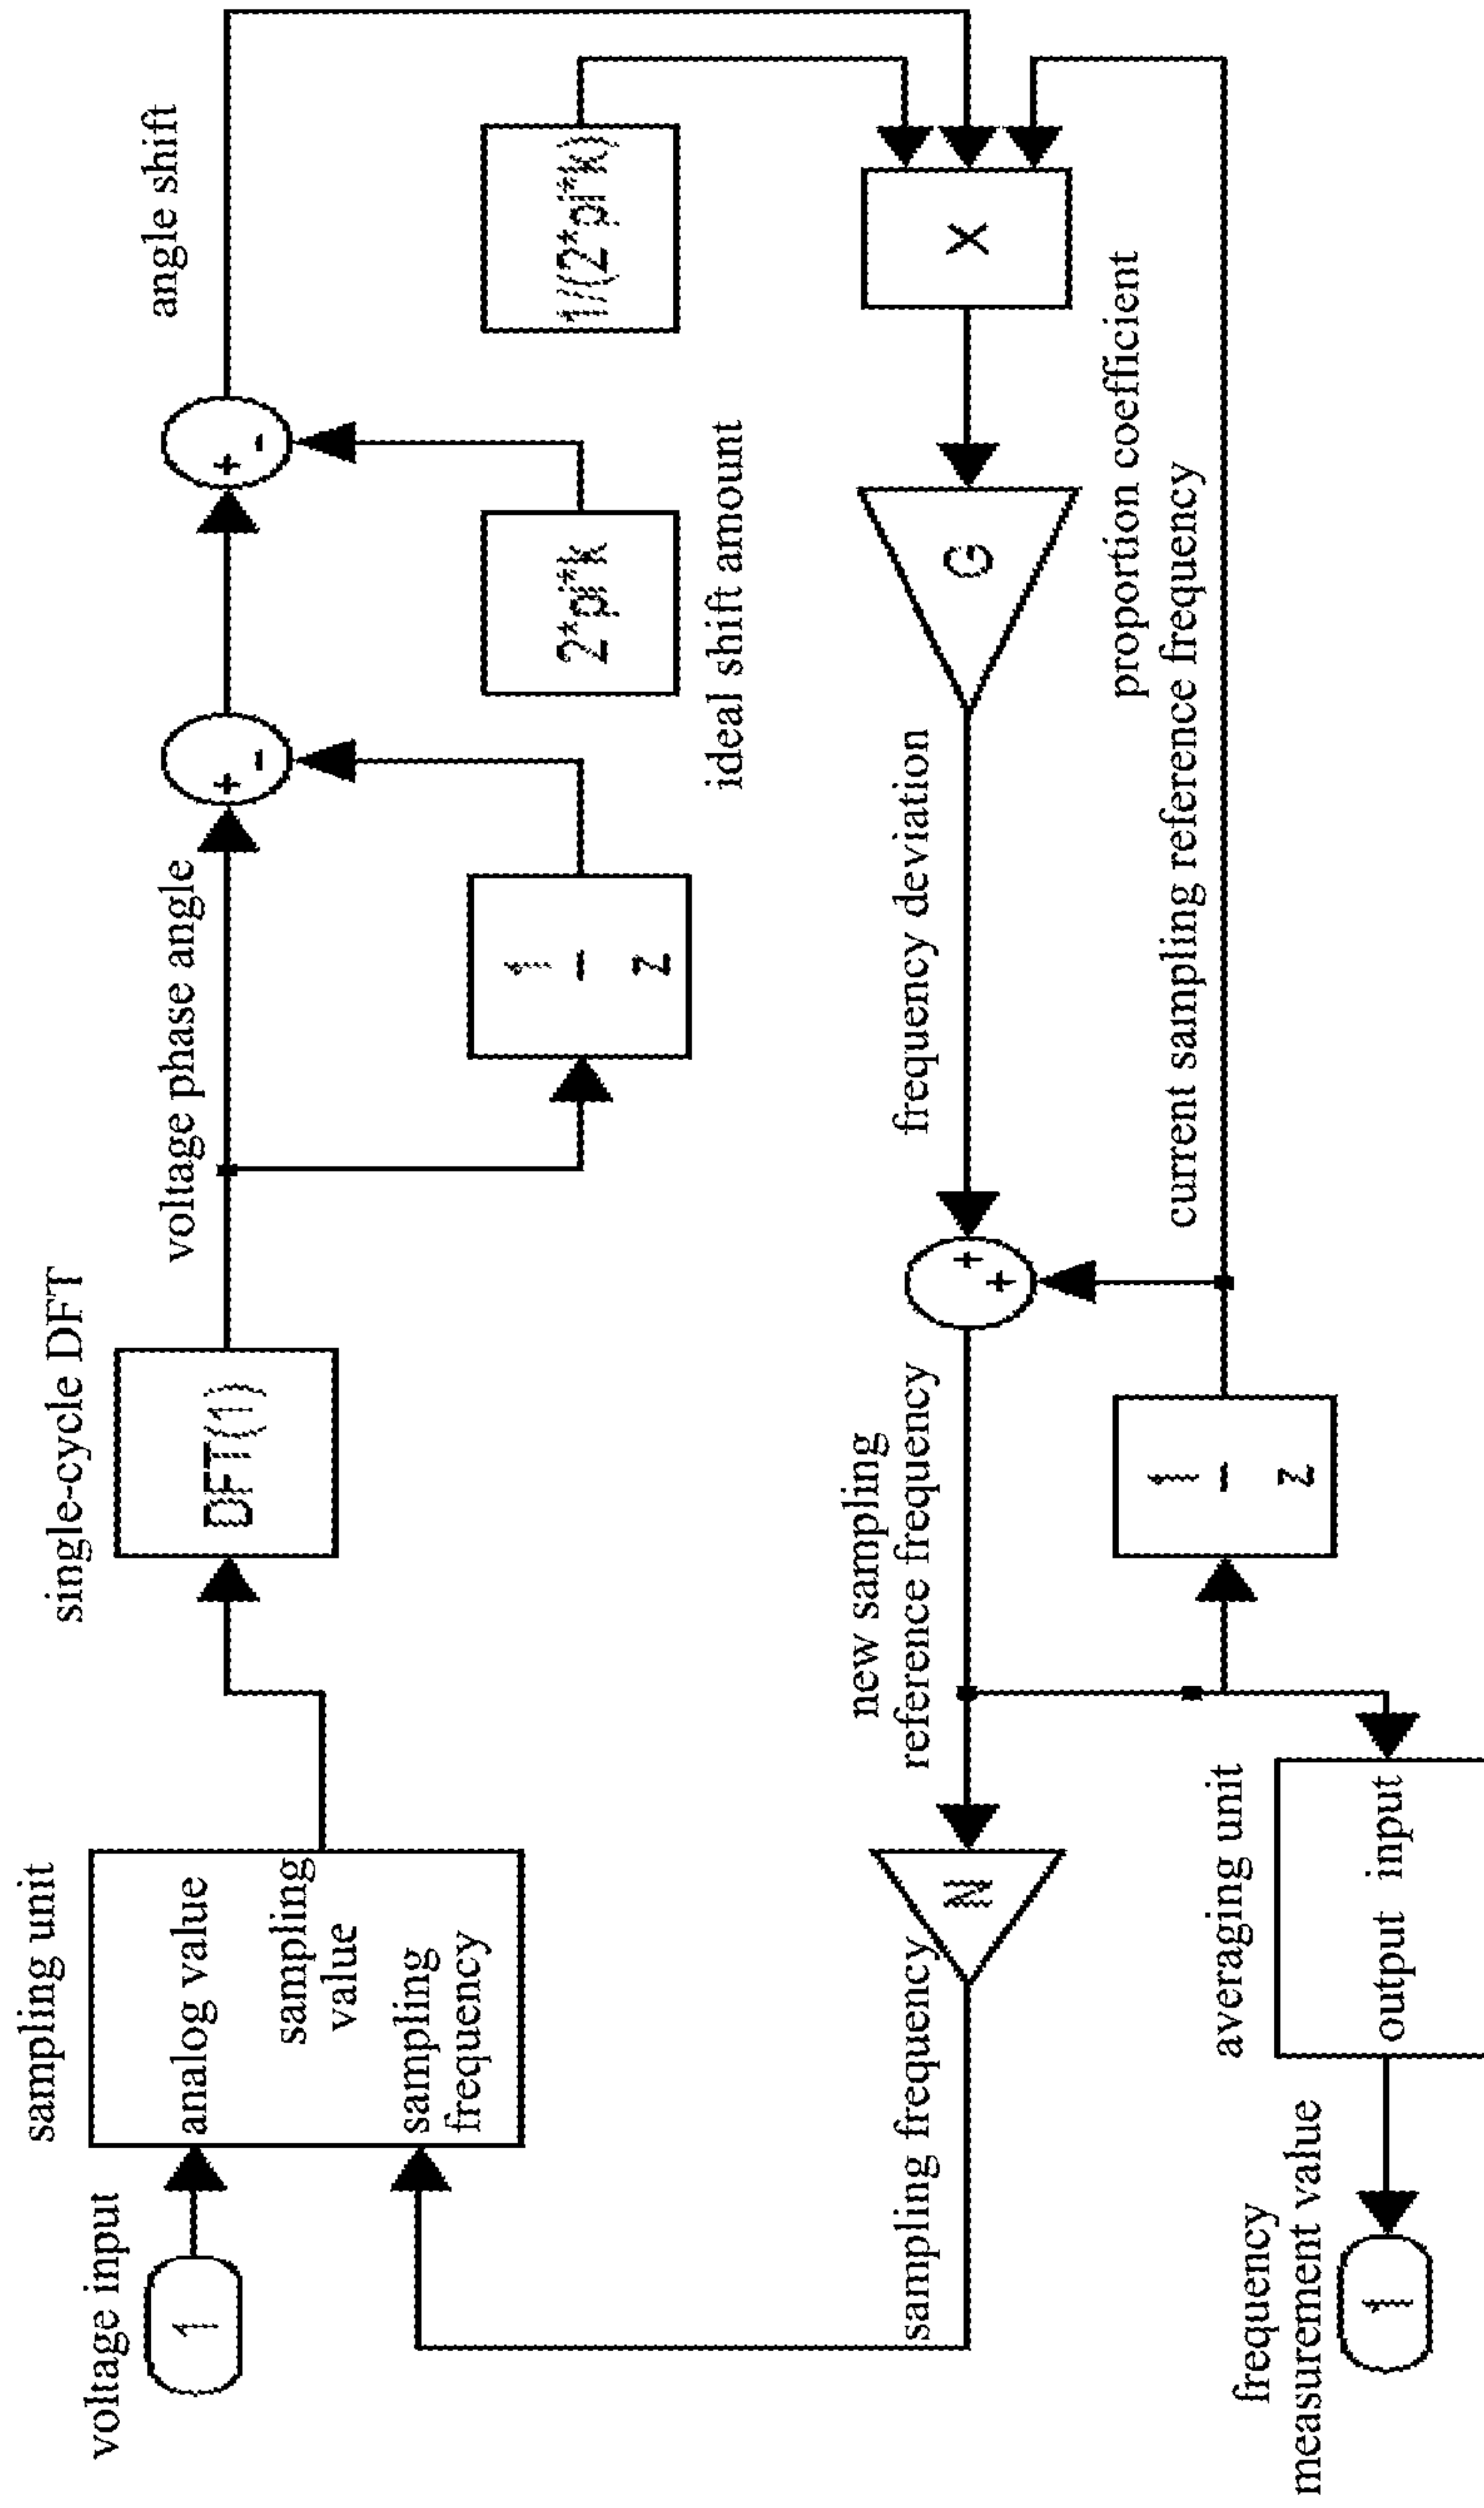 voltage input
1
sampling unit
analog value
sampling
value
sampling
frequency
single-cycle DFT
DFT(1)
voltage phase angle
1
-
z
+
-
2*pi*k
ideal shift amount
+
-
angle shift
1/(2*pi*k)
x
G
proportion coefficient
frequency deviation
current sampling reference frequency
+
+
1
-
z
new sampling
reference frequency
N
sampling frequency
averaging unit
output input
frequency
measurement value
1